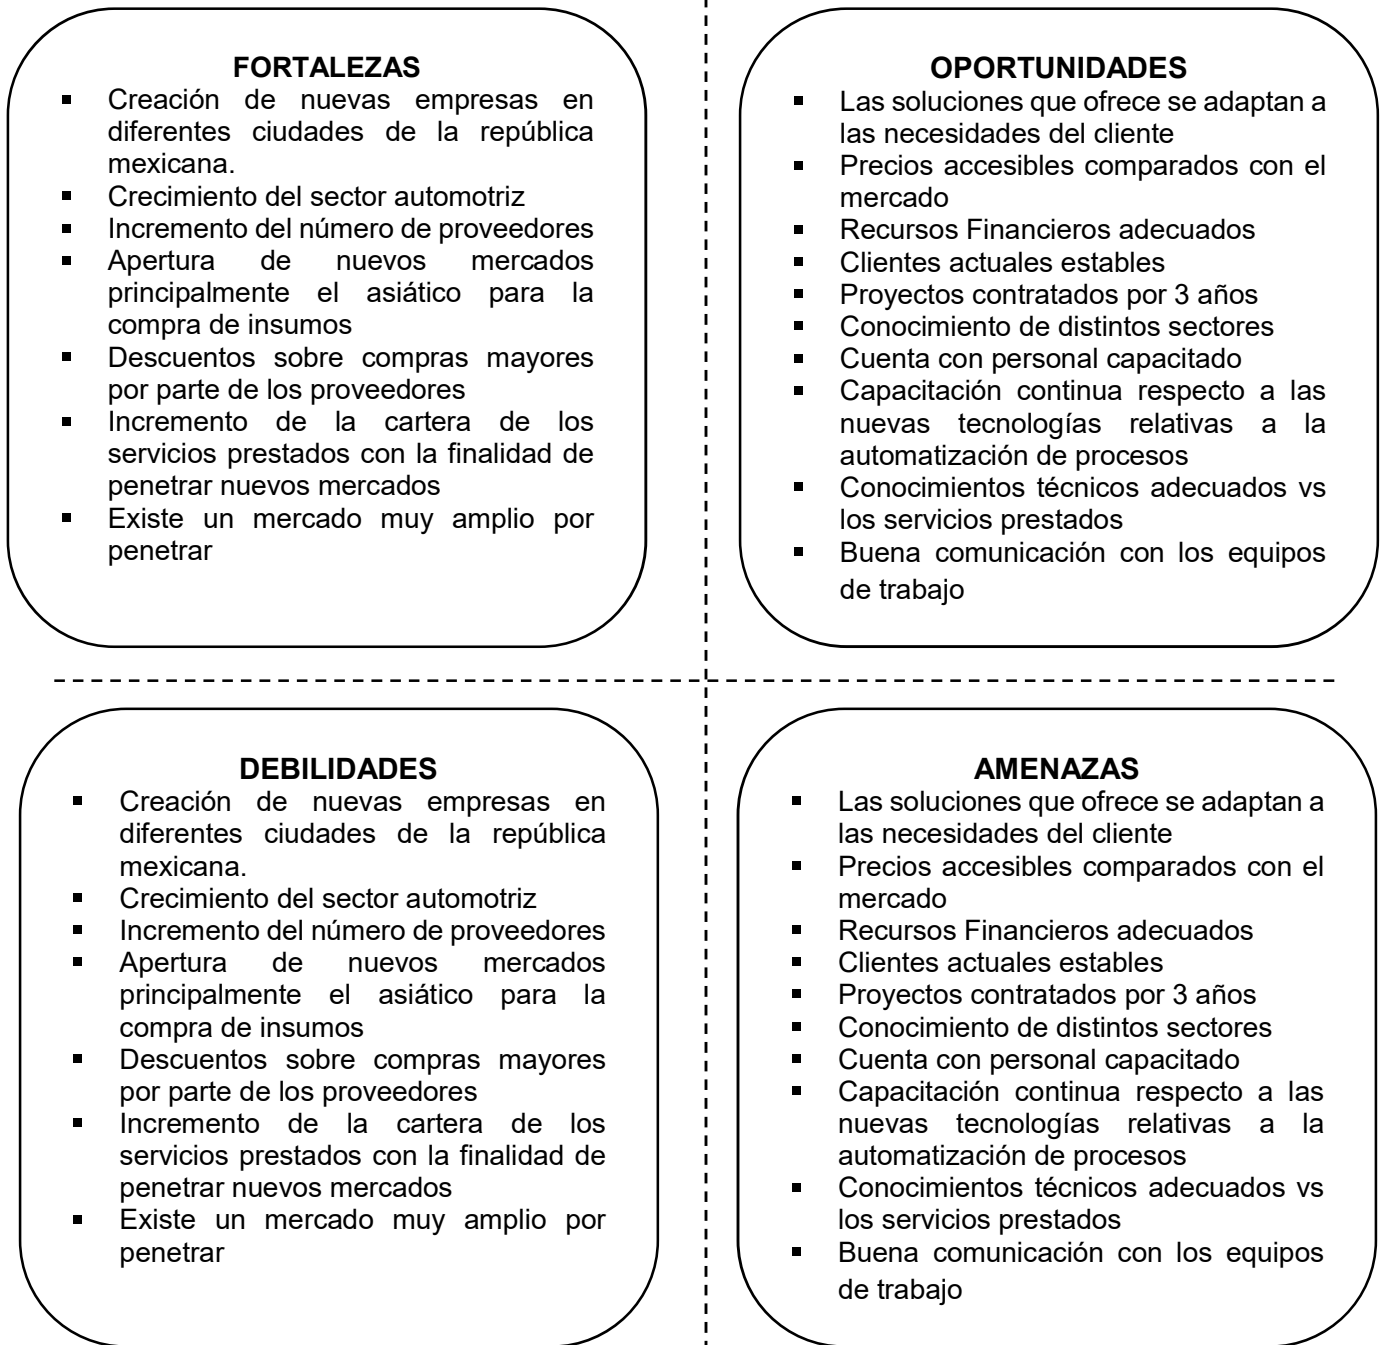 FORTALEZAS
▪ Creación de nuevas empresas en
diferentes ciudades de la república
mexicana.
▪ Crecimiento del sector automotriz
▪ Incremento del número de proveedores
▪ Apertura de nuevos mercados
principalmente el asiático para la
compra de insumos
▪ Descuentos sobre compras mayores
por parte de los proveedores
▪ Incremento de la cartera de los
servicios prestados con la finalidad de
penetrar nuevos mercados
▪ Existe un mercado muy amplio por
penetrar
OPORTUNIDADES
▪ Las soluciones que ofrece se adaptan a
las necesidades del cliente
▪ Precios accesibles comparados con el
mercado
▪ Recursos Financieros adecuados
▪ Clientes actuales estables
▪ Proyectos contratados por 3 años
▪ Conocimiento de distintos sectores
▪ Cuenta con personal capacitado
▪ Capacitación continua respecto a las
nuevas tecnologías relativas a la
automatización de procesos
▪ Conocimientos técnicos adecuados vs
los servicios prestados
▪ Buena comunicación con los equipos
de trabajo
DEBILIDADES
▪ Creación de nuevas empresas en
diferentes ciudades de la república
mexicana.
▪ Crecimiento del sector automotriz
▪ Incremento del número de proveedores
▪ Apertura de nuevos mercados
principalmente el asiático para la
compra de insumos
▪ Descuentos sobre compras mayores
por parte de los proveedores
▪ Incremento de la cartera de los
servicios prestados con la finalidad de
penetrar nuevos mercados
▪ Existe un mercado muy amplio por
penetrar
AMENAZAS
▪ Las soluciones que ofrece se adaptan a
las necesidades del cliente
▪ Precios accesibles comparados con el
mercado
▪ Recursos Financieros adecuados
▪ Clientes actuales estables
▪ Proyectos contratados por 3 años
▪ Conocimiento de distintos sectores
▪ Cuenta con personal capacitado
▪ Capacitación continua respecto a las
nuevas tecnologías relativas a la
automatización de procesos
▪ Conocimientos técnicos adecuados vs
los servicios prestados
▪ Buena comunicación con los equipos
de trabajo